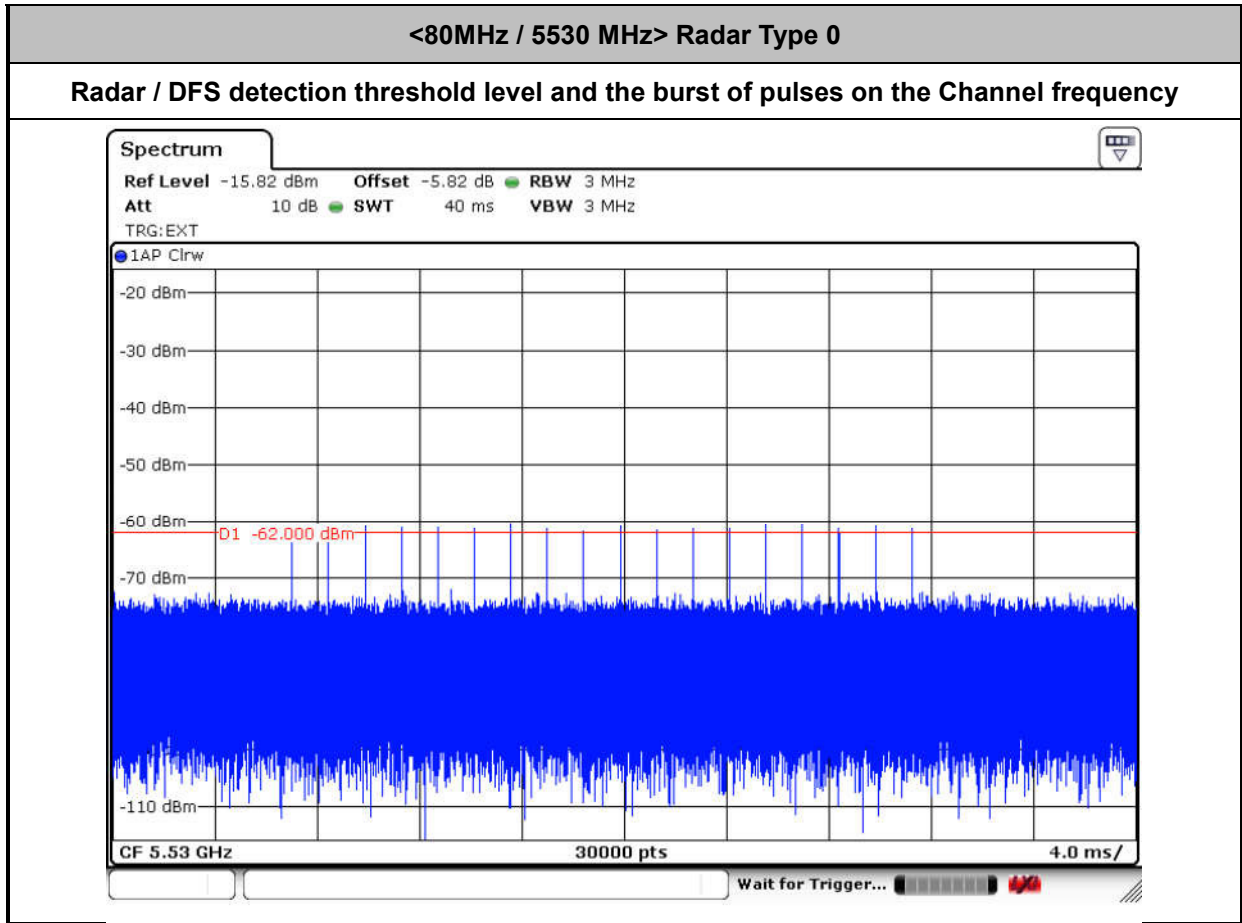 <80MHz / 5530 MHz> Radar Type 0
Radar / DFS detection threshold level and the burst of pulses on the Channel frequency
Spectrum
Ref Level -15.82 dBm Offset -5.82 dB RBW 3 MHz
Att 10 dB SWT 40 ms VBW 3 MHz
TRG:EXT
1AP Clrw
-20 dBm
-30 dBm
-40 dBm
-50 dBm
-60 dBm
D1 -62.000 dBm
-70 dBm
-110 dBm
CF 5.53 GHz 30000 pts 4.0 ms/
Wait for Trigger...